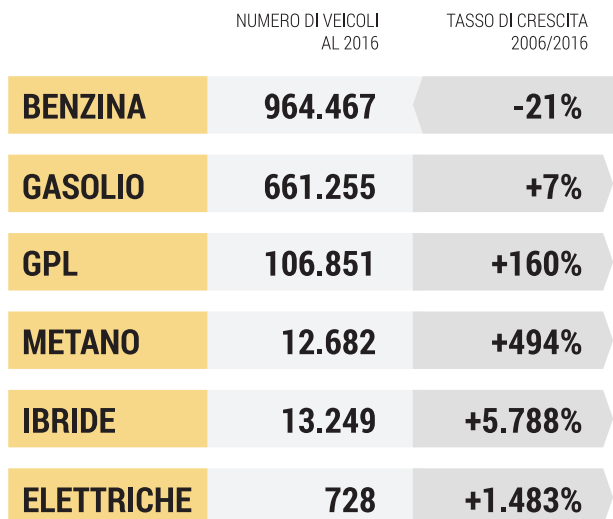 NUMERO DI VEICOLI
AL 2016
TASSO DI CRESCITA
2006/2016
BENZINA 964.467 -21%
GASOLIO 661.255 +7%
GPL 106.851 +160%
METANO 12.682 +494%
IBRIDE 13.249 +5.788%
ELETTRICHE 728 +1.483%